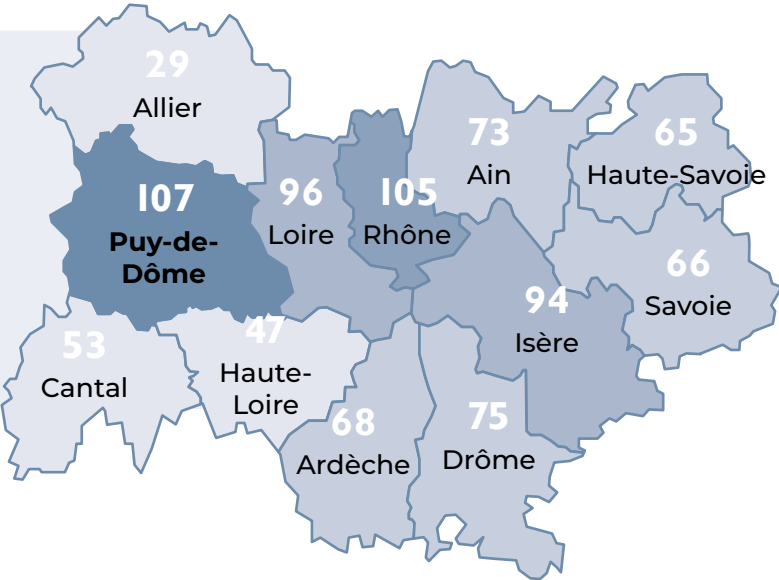 29
Allier
73
Ain
65
Haute-Savoie
107
Puy-de-
Dôme
96
Loire
105
Rhône
66
Savoie
94
Isère
53
Cantal
47
Haute-
Loire
68
Ardèche
75
Drôme